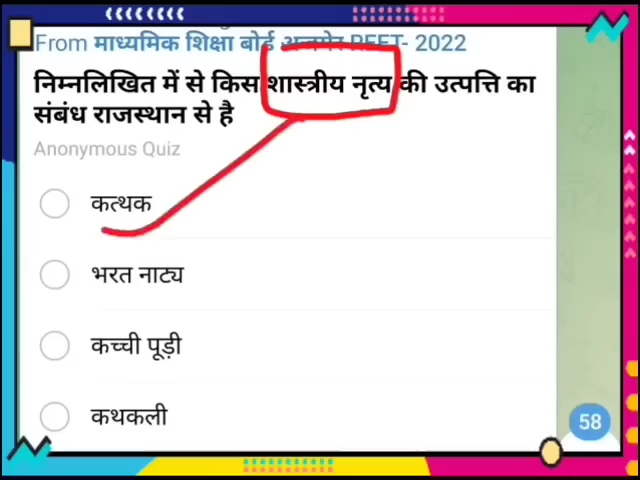 From माध्यमिक शिक्षा बोर्ड अजमेर REET- 2022
निम्नलिखित में से किस शास्त्रीय नृत्य की उत्पत्ति का
संबंध राजस्थान से है
Anonymous Quiz
कत्थक
भरत नाट्य
कच्ची पूड़ी
कथकली
58